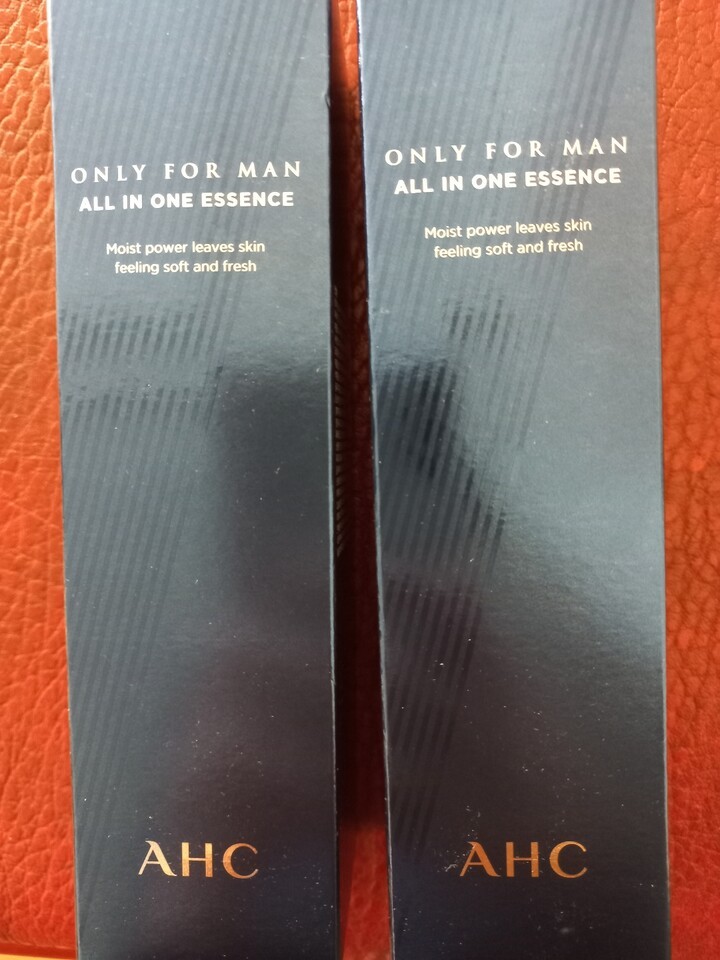 ONLY FOR MAN
ALL IN ONE ESSENCE
Moist power leaves skin
feeling soft and fresh
AHC
ONLY FOR MAN
ALL IN ONE ESSENCE
Moist power leaves skin
feeling soft and fresh
AHC